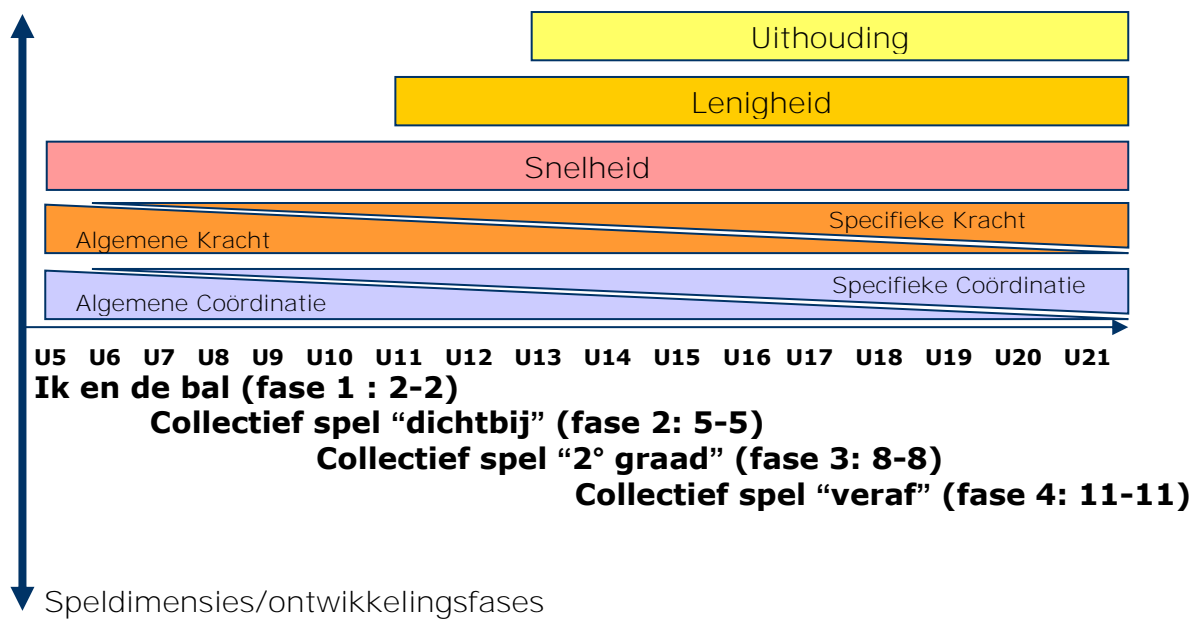 Uithouding
Lenigheid
Snelheid
Specifieke Kracht
Algemene Kracht
Specifieke Coördinatie
Algemene Coördinatie
U5 U6 U7 U8 U9 U10 U11 U12 U13 U14 U15 U16 U17 U18 U19 U20 U21
Ik en de bal (fase 1 : 2-2)
Collectief spel “dichtbij” (fase 2: 5-5)
Collectief spel “2° graad” (fase 3: 8-8)
Collectief spel “veraf” (fase 4: 11-11)
Speldimensies/ontwikkelingsfases